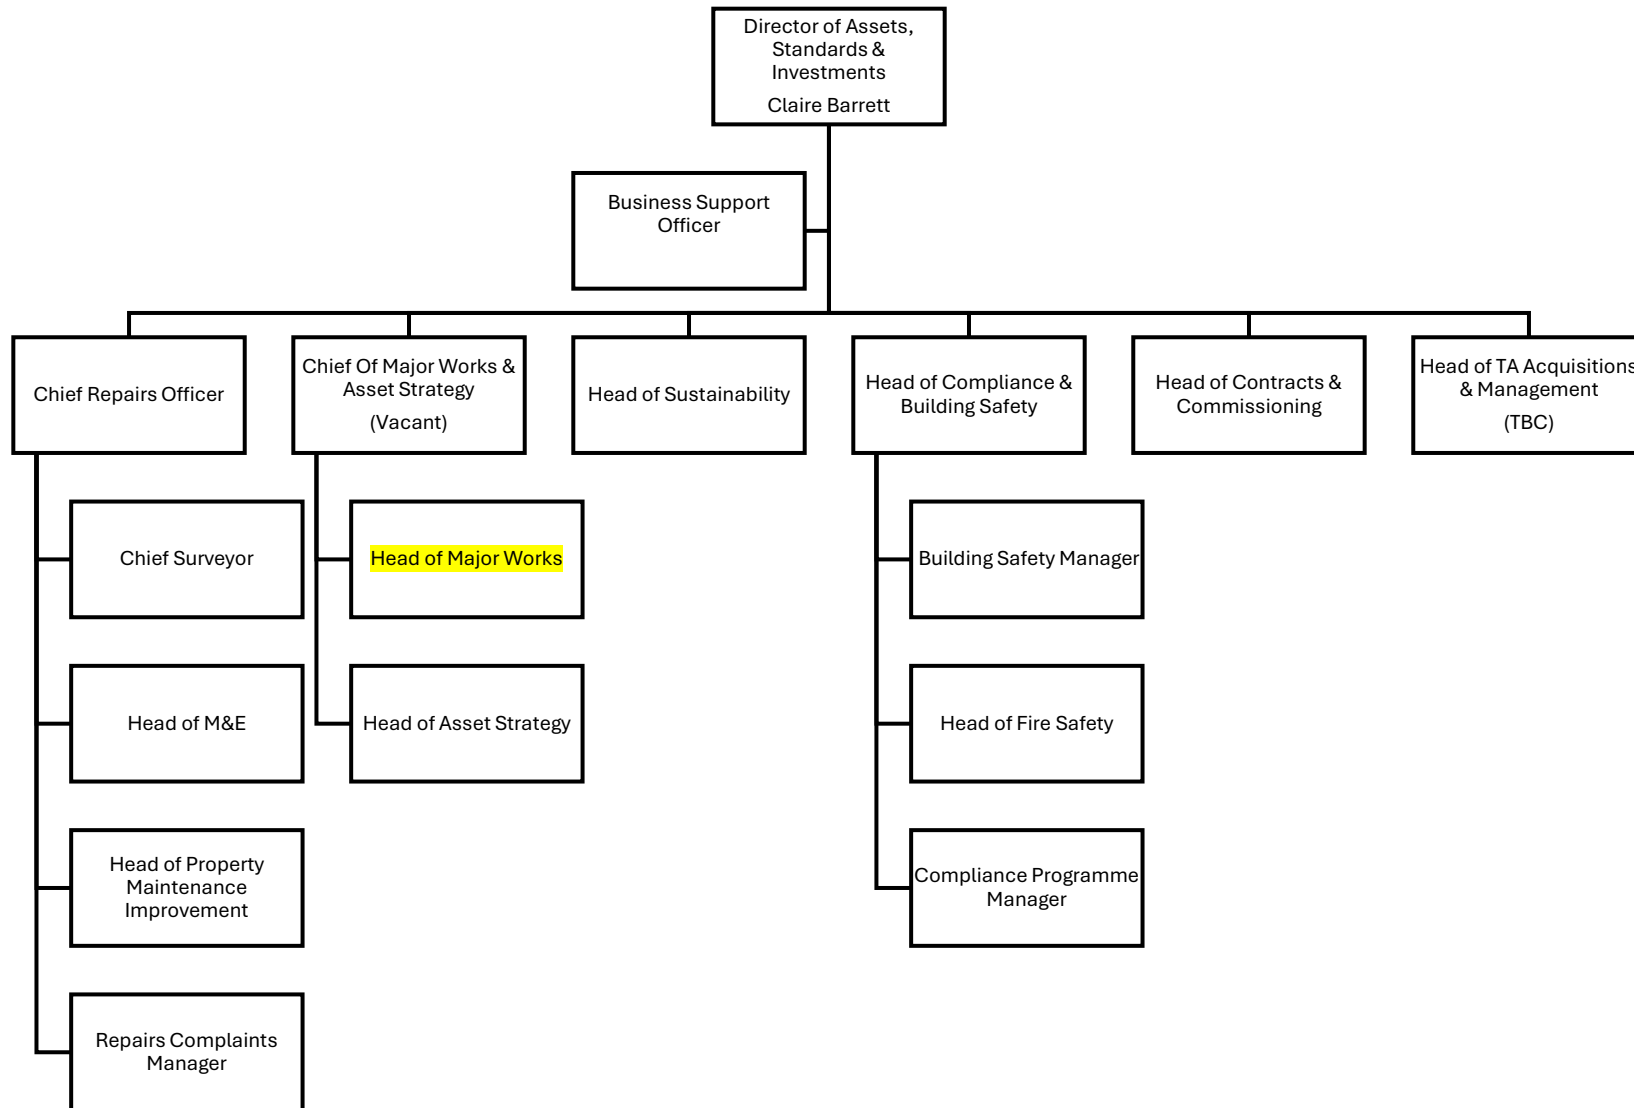 Director of Assets,
Standards &
Investments
Claire Barrett
Business Support
Officer
Chief Repairs Officer
Chief Of Major Works &
Asset Strategy
(Vacant)
Head of Sustainability
Head of Compliance &
Building Safety
Head of Contracts &
Commissioning
Head of TA Acquisitions
& Management
(TBC)
Chief Surveyor
Head of Major Works
Building Safety Manager
Head of M&E
Head of Asset Strategy
Head of Fire Safety
Head of Property
Maintenance
Improvement
Compliance Programme
Manager
Repairs Complaints
Manager